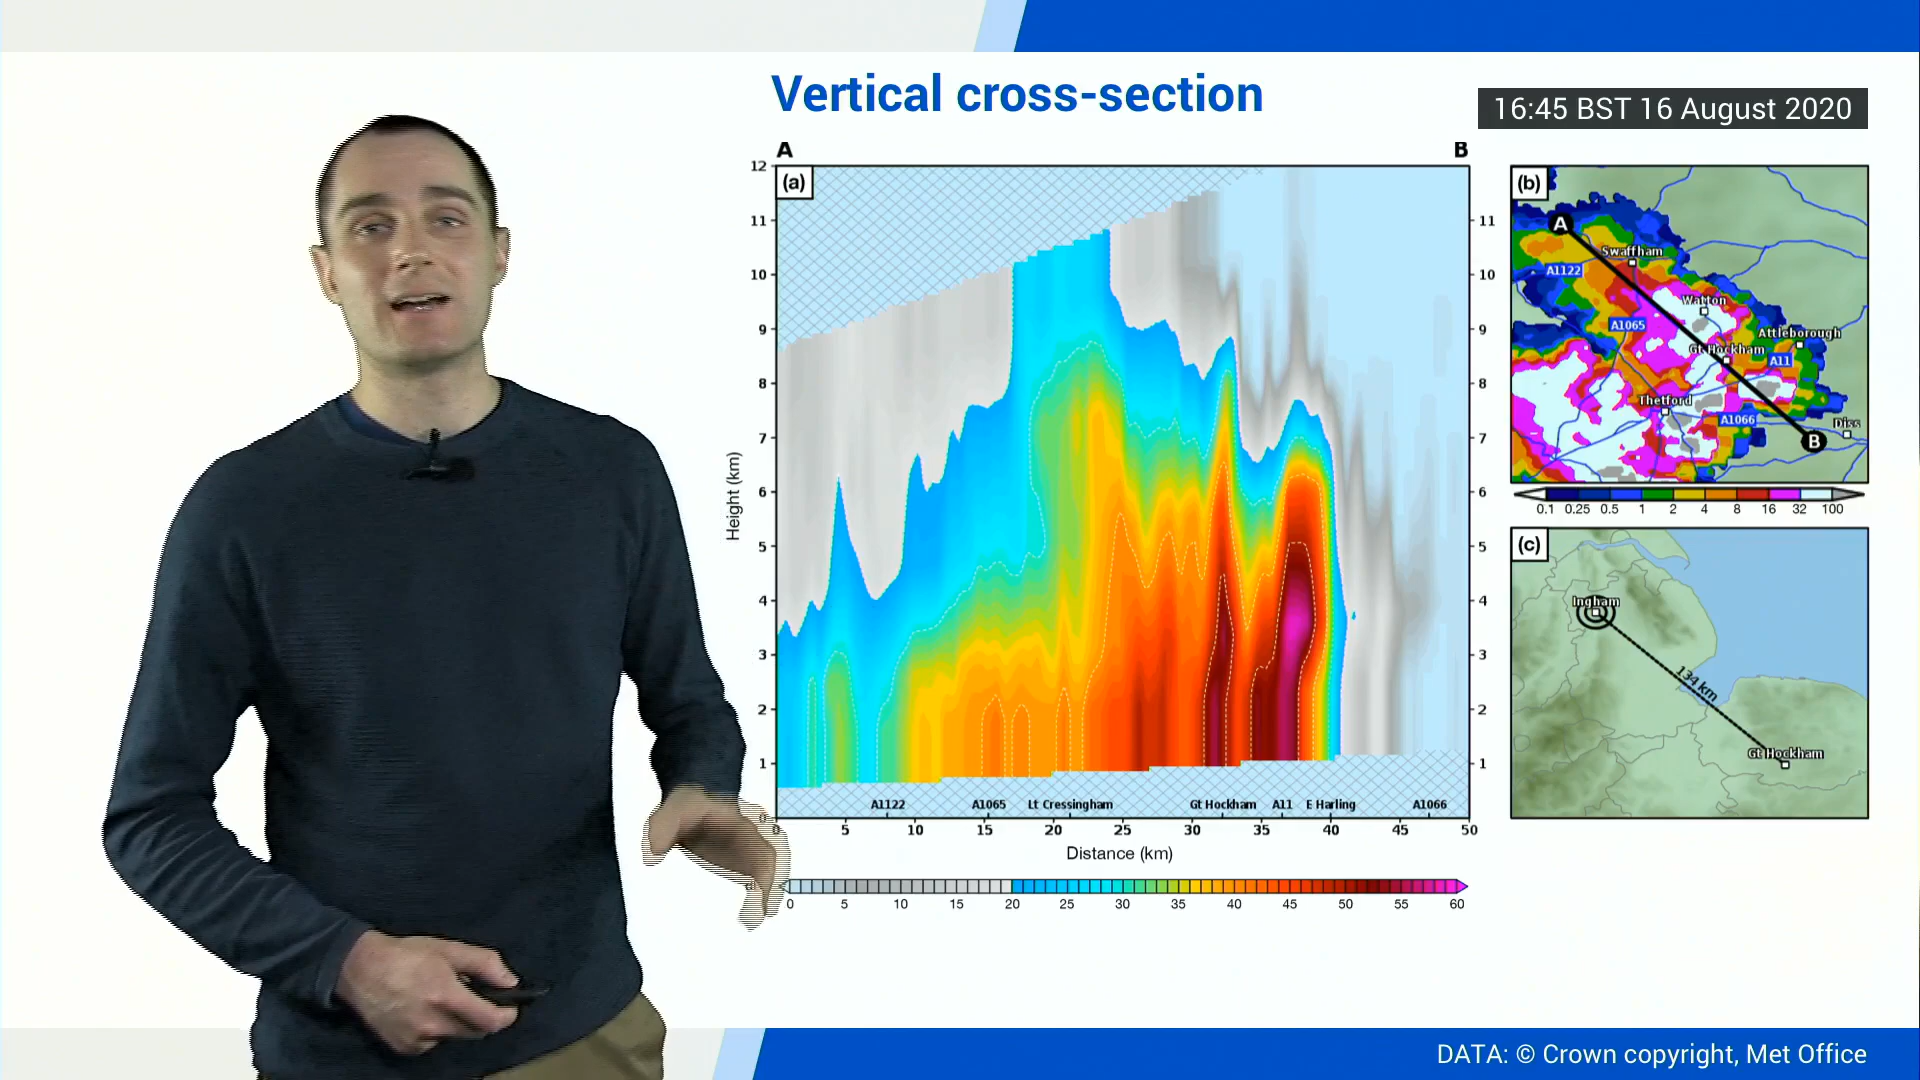 Vertical cross-section
16:45 BST 16 August 2020
A B
(a)
12
11 11
10 10
9 9
8 8
7 7
6 6
5 5
4 4
3 3
2 2
1 1
0
Height (km)
A1122 A1065 Lt Cressingham Gt Hockham A11 E Harling A1066
0 5 10 15 20 25 30 35 40 45 50
Distance (km)
0 5 10 15 20 25 30 35 40 45 50 55 60
(b)
A
Swaffham
A1122
Watton
A1065
Attleborough
Gt Hockham
A11
Thetford
A1066
Diss
B
0.1 0.25 0.5 1 2 4 8 16 32 100
(c)
Ingham
134 km
Gt Hockham
DATA: © Crown copyright, Met Office